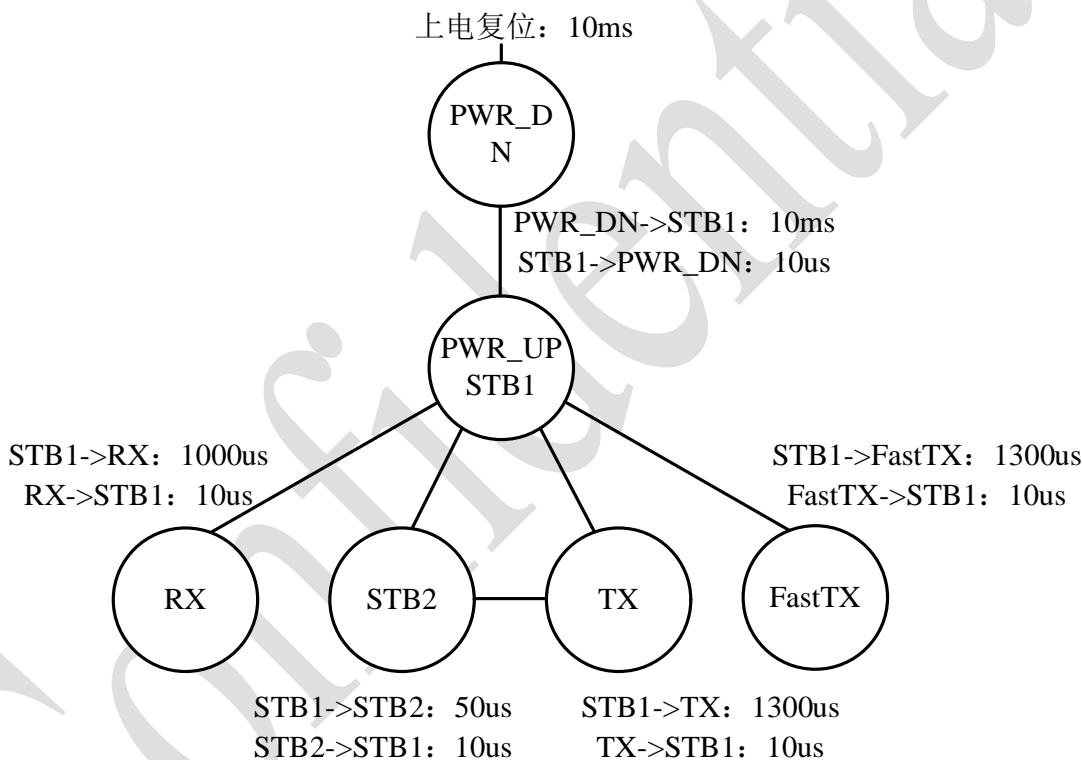 上电复位：10ms
PWR_D
N
PWR_DN->STB1：10ms
STB1->PWR_DN：10us
PWR_UP
STB1
STB1->RX：1000us
RX->STB1：10us
STB1->FastTX：1300us
FastTX->STB1：10us
RX
STB2
TX
FastTX
STB1->STB2：50us
STB2->STB1：10us
STB1->TX：1300us
TX->STB1：10us
onfidentia